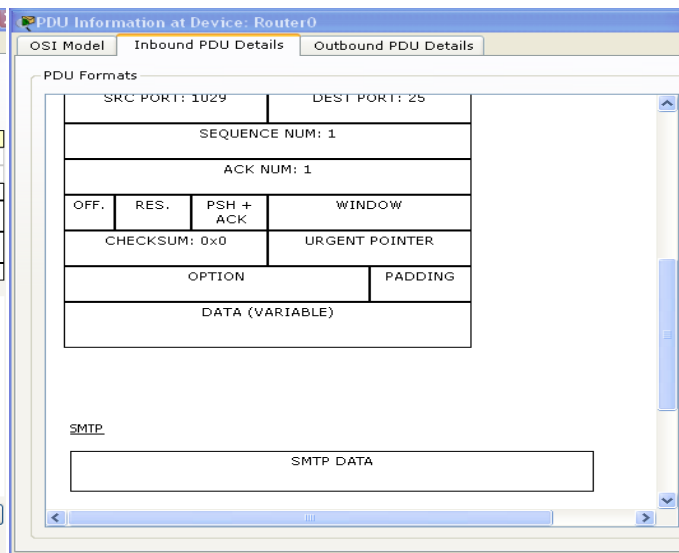 PDU Information at Device: Router0
OSI Model Inbound PDU Details Outbound PDU Details
PDU Formats
SRC PORT: 1029 DEST PORT: 25
SEQUENCE NUM: 1
ACK NUM: 1
OFF. RES. PSH + WINDOW
ACK
CHECKSUM: 0x0 URGENT POINTER
OPTION PADDING
DATA (VARIABLE)
SMTP
SMTP DATA